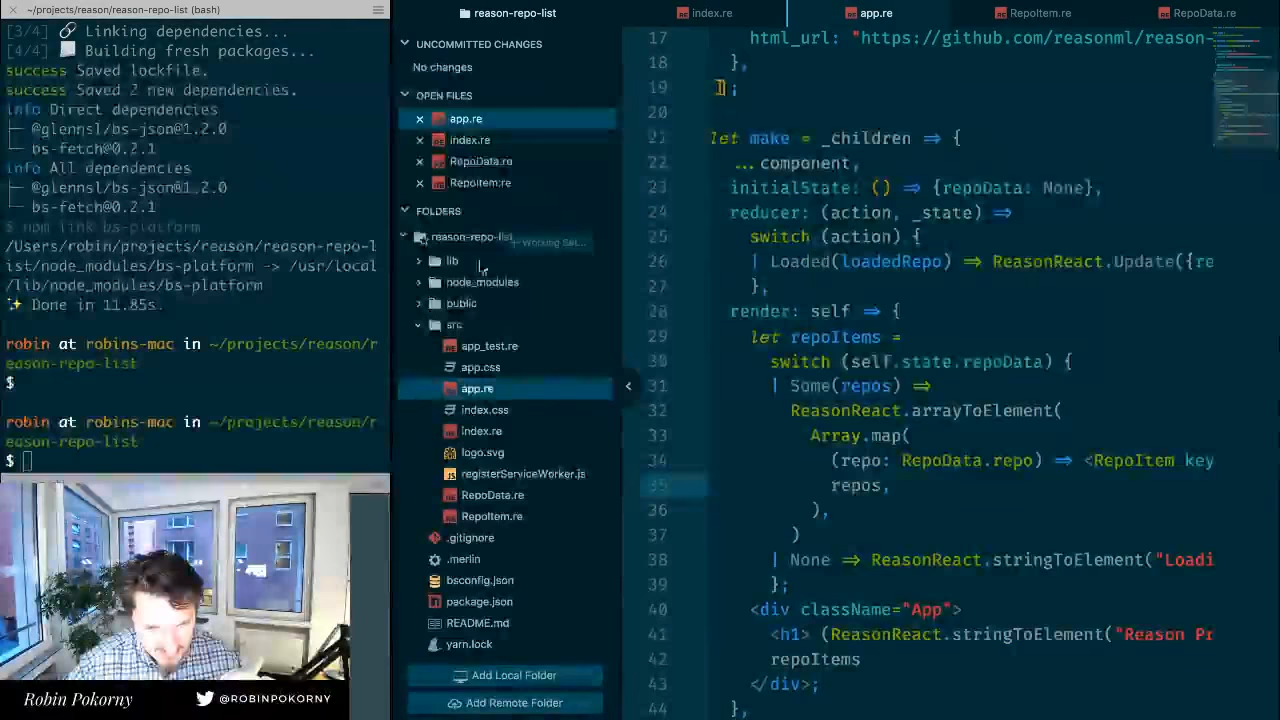 ~/projects/reason/reason-repo-list (bash)
[3/4] 🔗 Linking dependencies...
[4/4] 📃 Building fresh packages...
success Saved lockfile.
success Saved 2 new dependencies.
info Direct dependencies
├─ @glennsl/bs-json@1.2.0
└─ bs-fetch@0.2.1
info All dependencies
├─ @glennsl/bs-json@1.2.0
└─ bs-fetch@0.2.1
$ npm link bs-platform
/Users/robin/projects/reason/reason-repo-l
ist/node_modules/bs-platform -> /usr/local
/lib/node_modules/bs-platform
✨ Done in 11.85s.
robin at robins-mac in ~/projects/reason/r
eason-repo-list
$
robin at robins-mac in ~/projects/reason/r
eason-repo-list
$
Robin Pokorny
@ROBINPOKORNY
reason-repo-list
UNCOMMITTED CHANGES
No changes
OPEN FILES
app.re
index.re
RepoData.re
RepoItem.re
FOLDERS
reason-repo-list
+ Working Set...
lib
node_modules
public
src
app_test.re
app.css
app.re
index.css
index.re
logo.svg
registerServiceWorker.js
RepoData.re
RepoItem.re
.gitignore
.merlin
bsconfig.json
package.json
README.md
yarn.lock
Add Local Folder
Add Remote Folder
index.re
app.re
RepoItem.re
RepoData.re
17 html_url: "https://github.com/reasonml/reason-
18 },
19 |];
20
21 let make = _children => {
22 ...component,
23 initialState: () => {repoData: None},
24 reducer: (action, _state) =>
25 switch (action) {
26 | Loaded(loadedRepo) => ReasonReact.Update({re
27 },
28 render: self => {
29 let repoItems =
30 switch (self.state.repoData) {
31 | Some(repos) =>
32 ReasonReact.arrayToElement(
33 Array.map(
34 (repo: RepoData.repo) => <RepoItem key
35 repos,
36 ),
37 )
38 | None => ReasonReact.stringToElement("Loadi
39 };
40 <div className="App">
41 <h1> (ReasonReact.stringToElement("Reason Pr
42 repoItems
43 </div>;
44 },